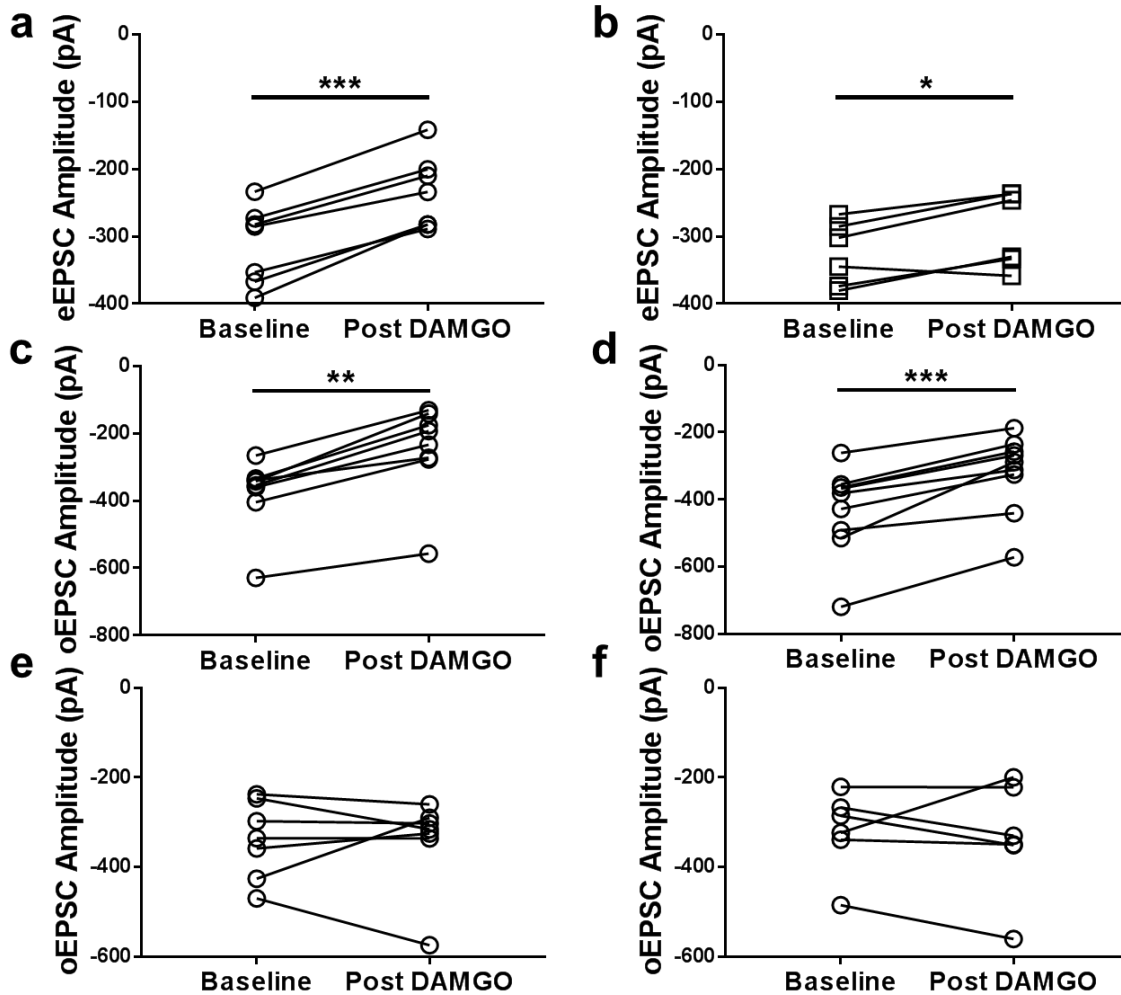 a
eEPSC Amplitude (pA)
0
-100
-200
-300
-400
***
Baseline
Post DAMGO
b
eEPSC Amplitude (pA)
0
-100
-200
-300
-400
*
Baseline
Post DAMGO
c
oEPSC Amplitude (pA)
0
-200
-400
-600
-800
**
Baseline
Post DAMGO
d
oEPSC Amplitude (pA)
0
-200
-400
-600
-800
***
Baseline
Post DAMGO
e
oEPSC Amplitude (pA)
0
-200
-400
-600
Baseline
Post DAMGO
f
oEPSC Amplitude (pA)
0
-200
-400
-600
Baseline
Post DAMGO